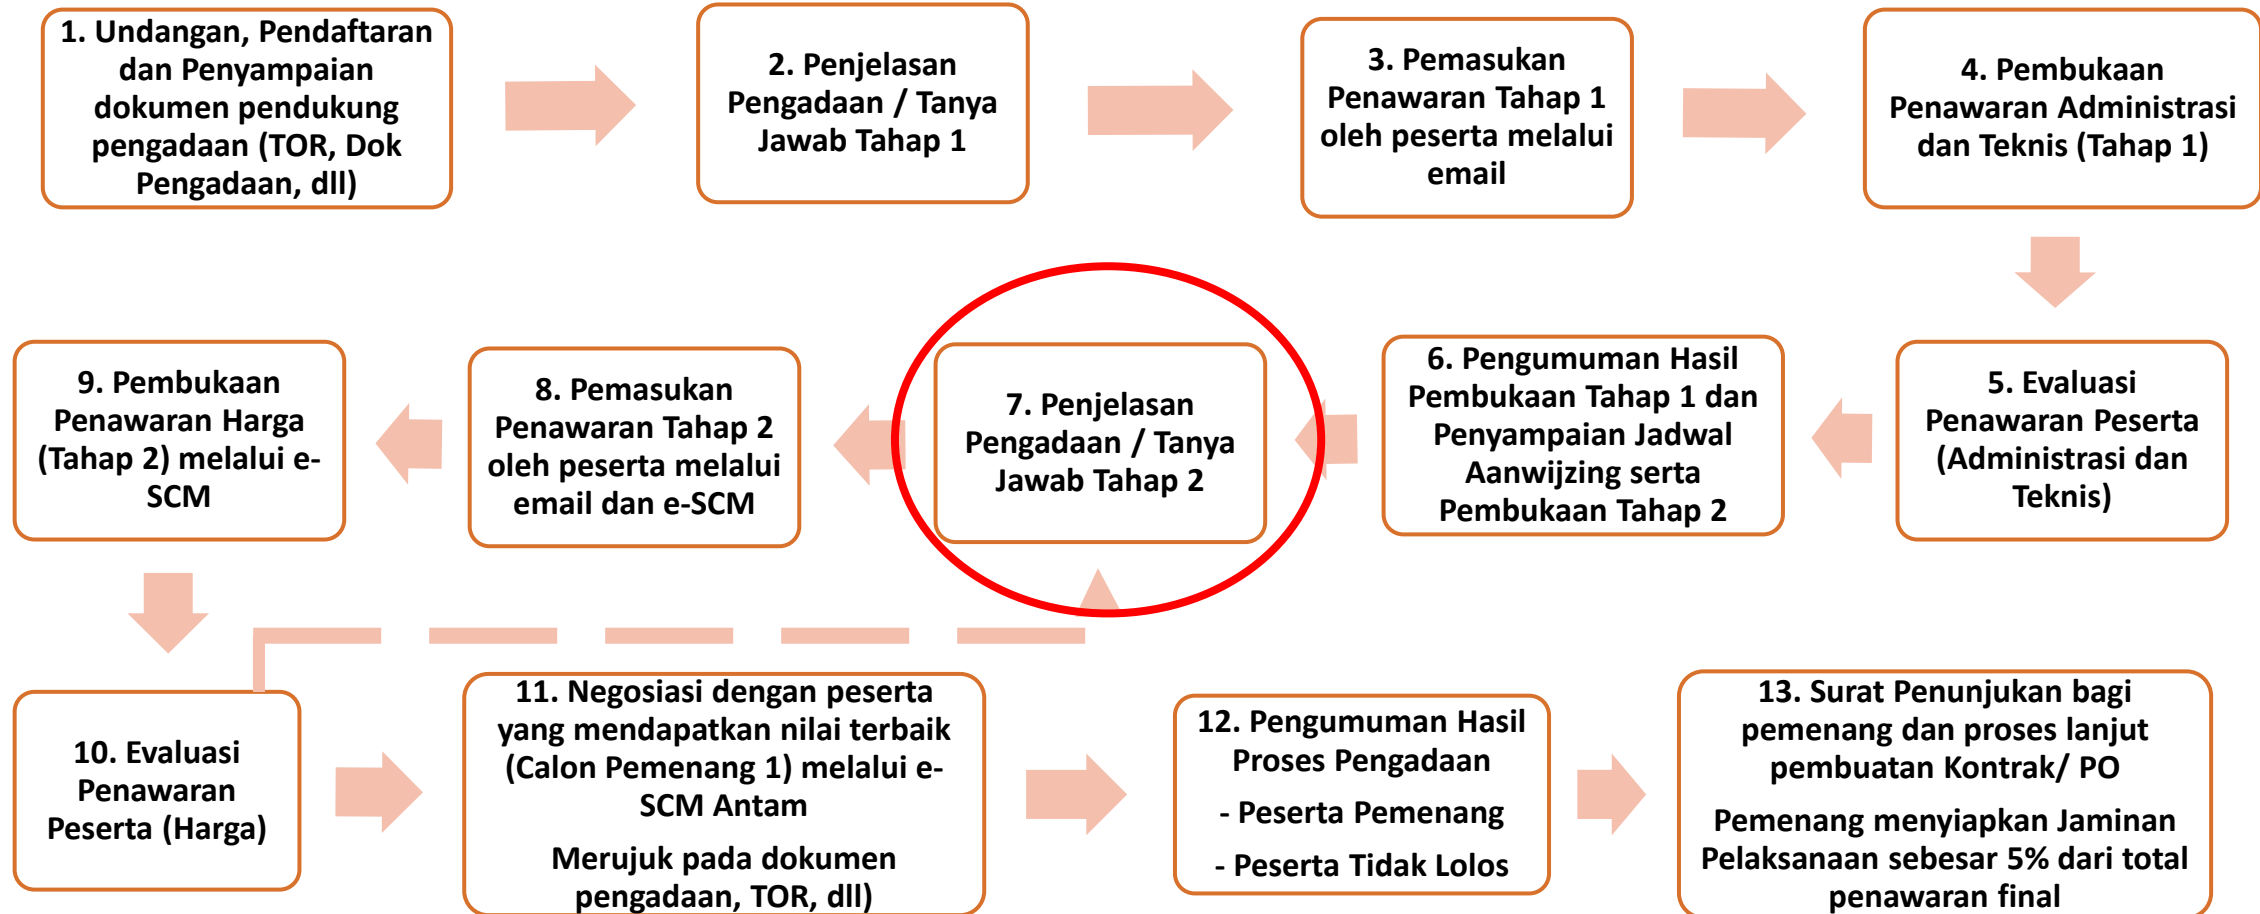 1. Undangan, Pendaftaran
dan Penyampaian
dokumen pendukung
pengadaan (TOR, Dok
Pengadaan, dll)
2. Penjelasan
Pengadaan / Tanya
Jawab Tahap 1
3. Pemasukan
Penawaran Tahap 1
oleh peserta melalui
email
4. Pembukaan
Penawaran Administrasi
dan Teknis (Tahap 1)
5. Evaluasi
Penawaran Peserta
(Administrasi dan
Teknis)
6. Pengumuman Hasil
Pembukaan Tahap 1 dan
Penyampaian Jadwal
Aanwijzing serta
Pembukaan Tahap 2
7. Penjelasan
Pengadaan / Tanya
Jawab Tahap 2
8. Pemasukan
Penawaran Tahap 2
oleh peserta melalui
email dan e-SCM
9. Pembukaan
Penawaran Harga
(Tahap 2) melalui e-
SCM
10. Evaluasi
Penawaran
Peserta (Harga)
11. Negosiasi dengan peserta
yang mendapatkan nilai terbaik
(Calon Pemenang 1) melalui e-
SCM Antam
Merujuk pada dokumen
pengadaan, TOR, dll)
12. Pengumuman Hasil
Proses Pengadaan
- Peserta Pemenang
- Peserta Tidak Lolos
13. Surat Penunjukan bagi
pemenang dan proses lanjut
pembuatan Kontrak/ PO
Pemenang menyiapkan Jaminan
Pelaksanaan sebesar 5% dari total
penawaran final